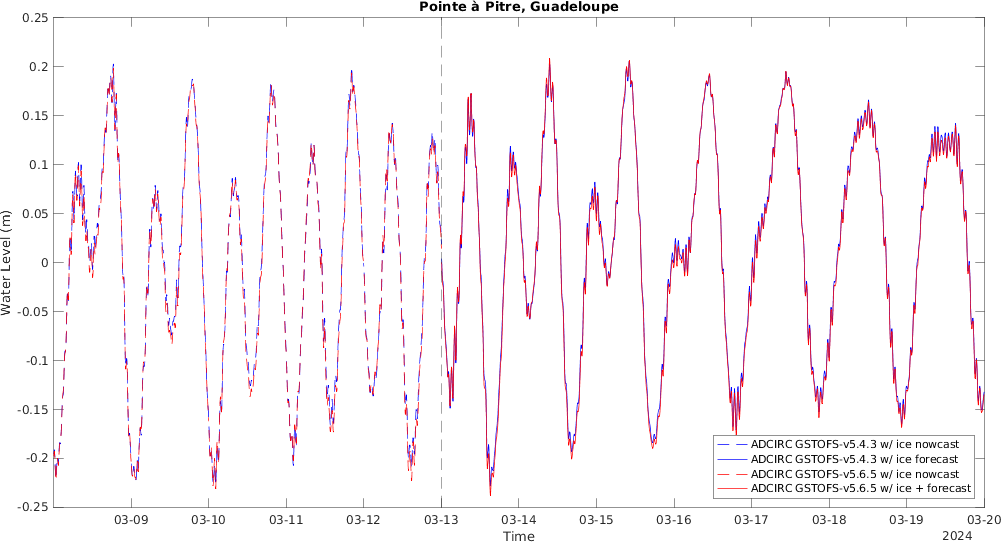 Pointe à Pitre, Guadeloupe
0.25
0.2
0.15
0.1
0.05
0
-0.05
-0.1
-0.15
-0.2
-0.25
Water Level (m)
ADCIRC GSTOFS-v5.4.3 w/ ice nowcast
ADCIRC GSTOFS-v5.4.3 w/ ice forecast
ADCIRC GSTOFS-v5.6.5 w/ ice nowcast
ADCIRC GSTOFS-v5.6.5 w/ ice + forecast
03-09 03-10 03-11 03-12 03-13 03-14 03-15 03-16 03-17 03-18 03-19 03-20
Time
2024